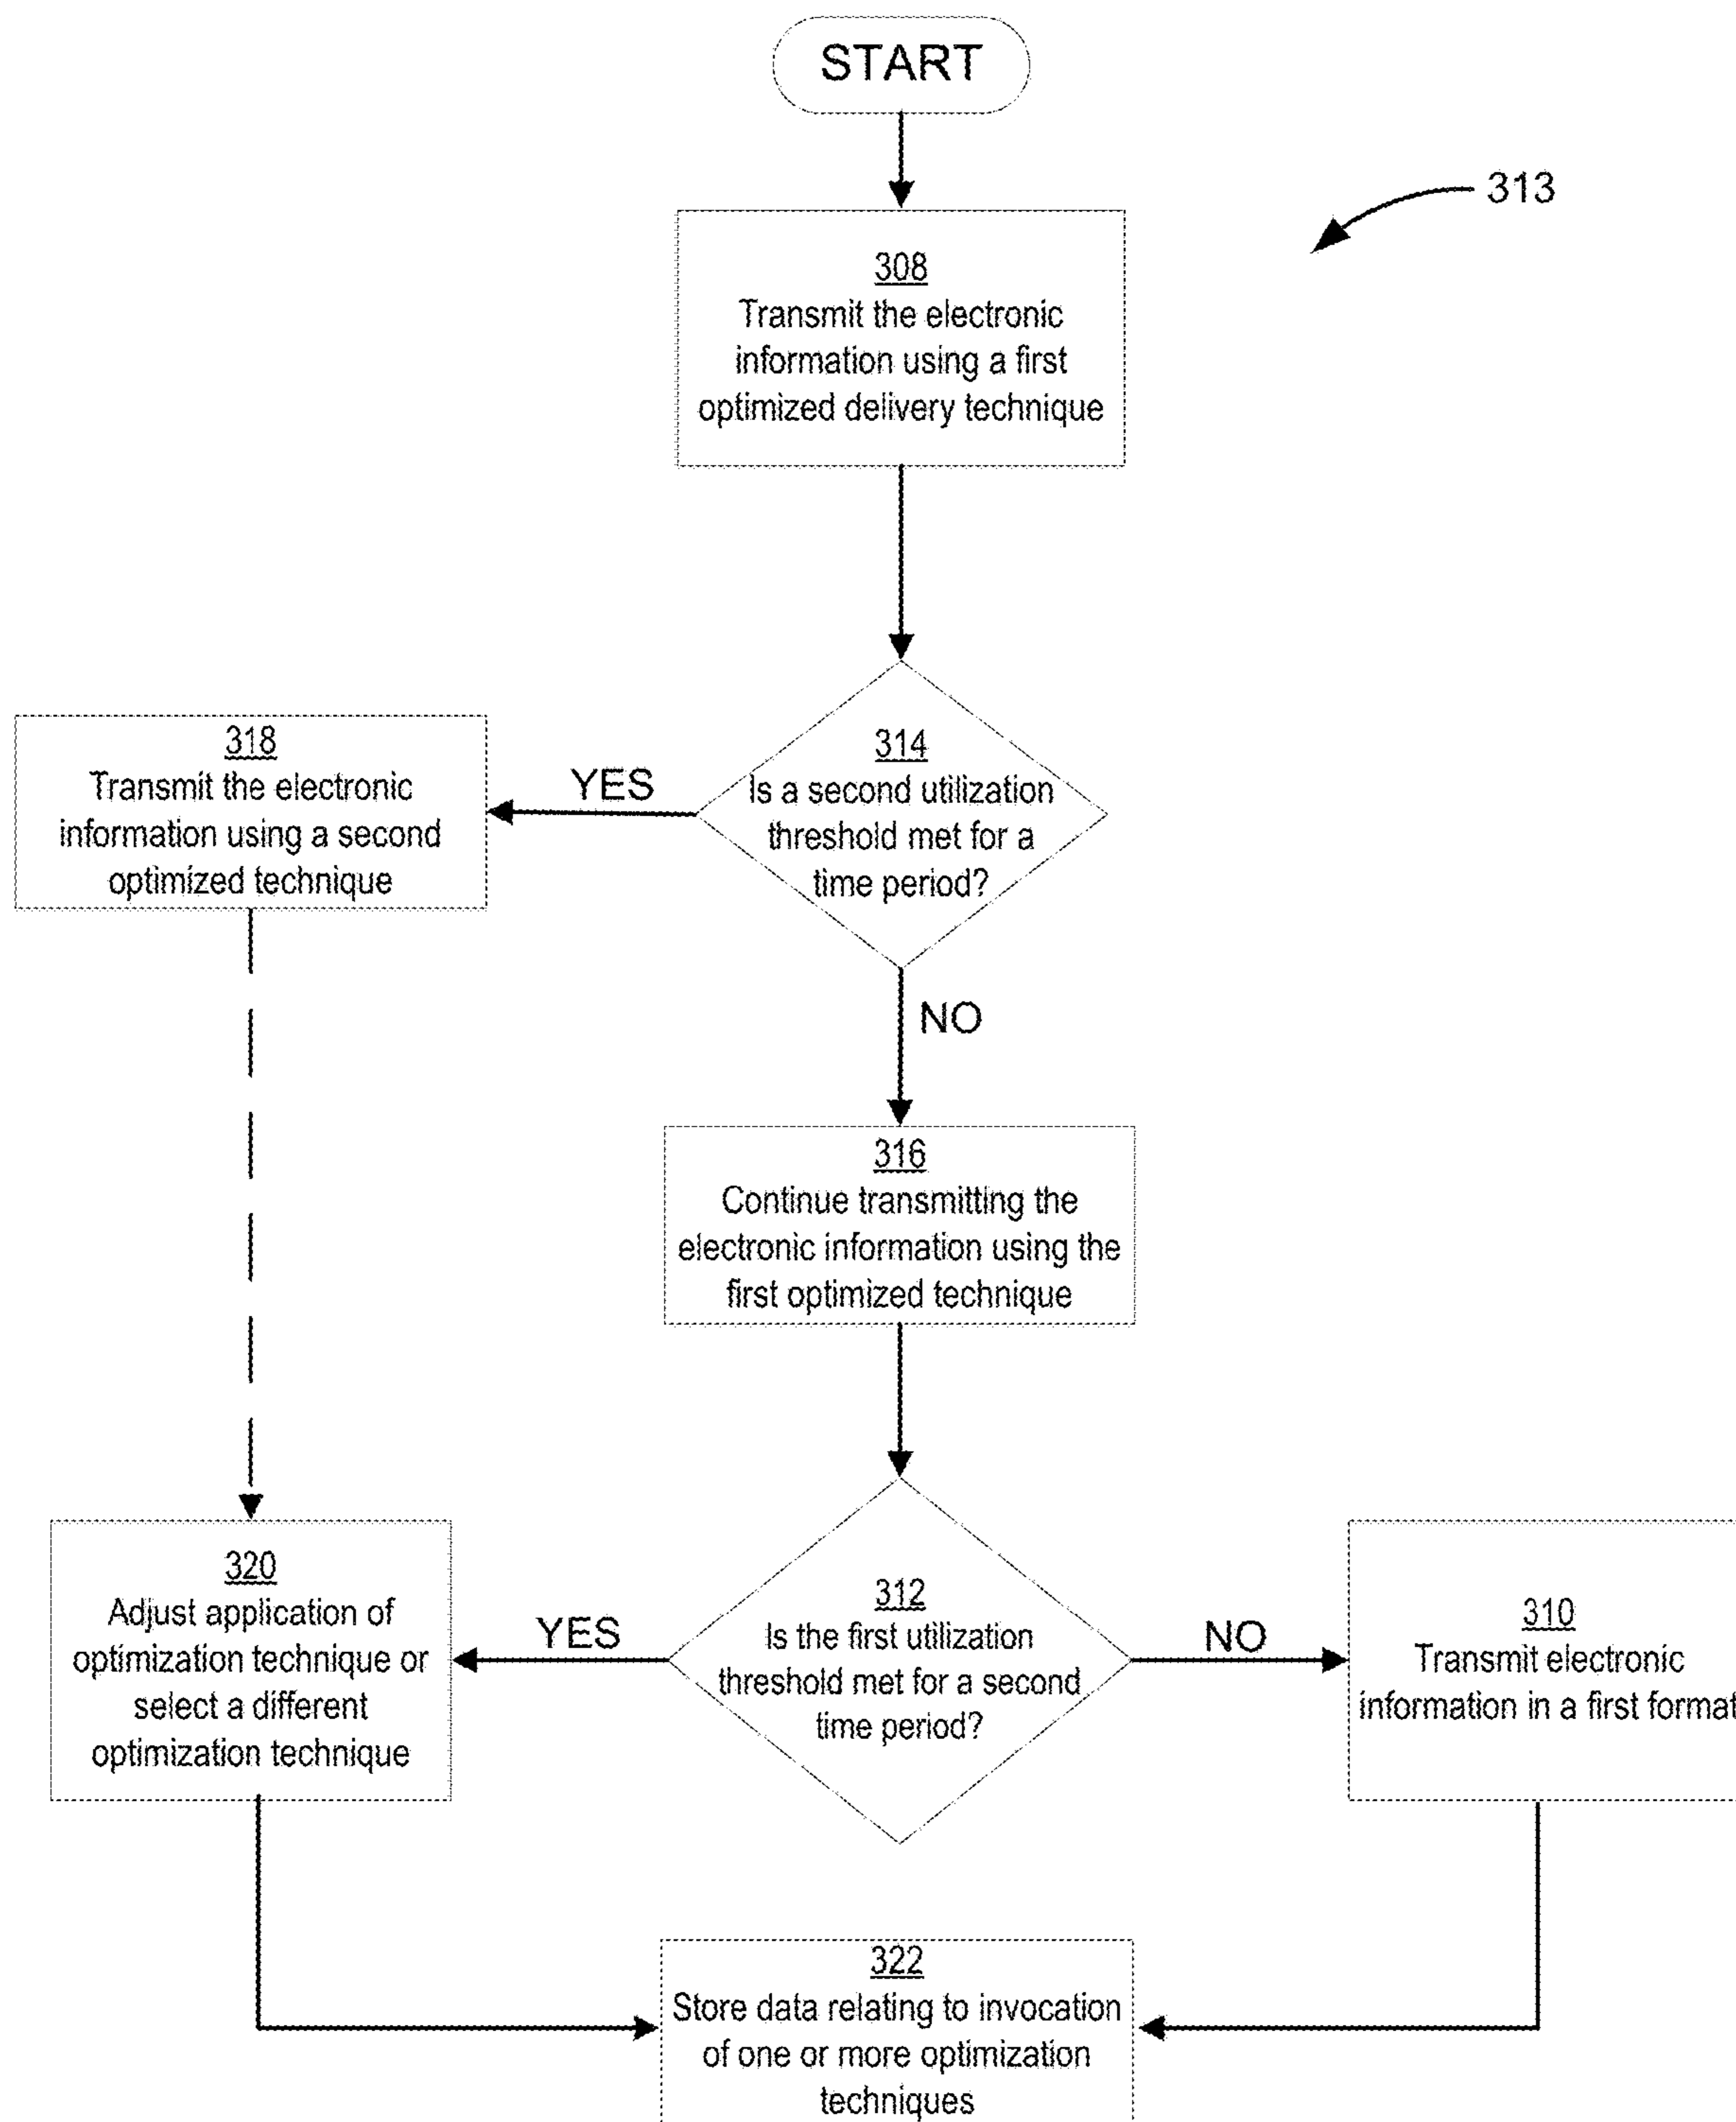 START
313
308
Transmit the electronic
information using a first
optimized delivery technique
314
Is a second utilization
threshold met for a
time period?
YES
318
Transmit the electronic
information using a second
optimized technique
NO
316
Continue transmitting the
electronic information using the
first optimized technique
312
Is the first utilization
threshold met for a second
time period?
YES
320
Adjust application of
optimization technique or
select a different
optimization technique
NO
310
Transmit electronic
information in a first format
322
Store data relating to invocation
of one or more optimization
techniques